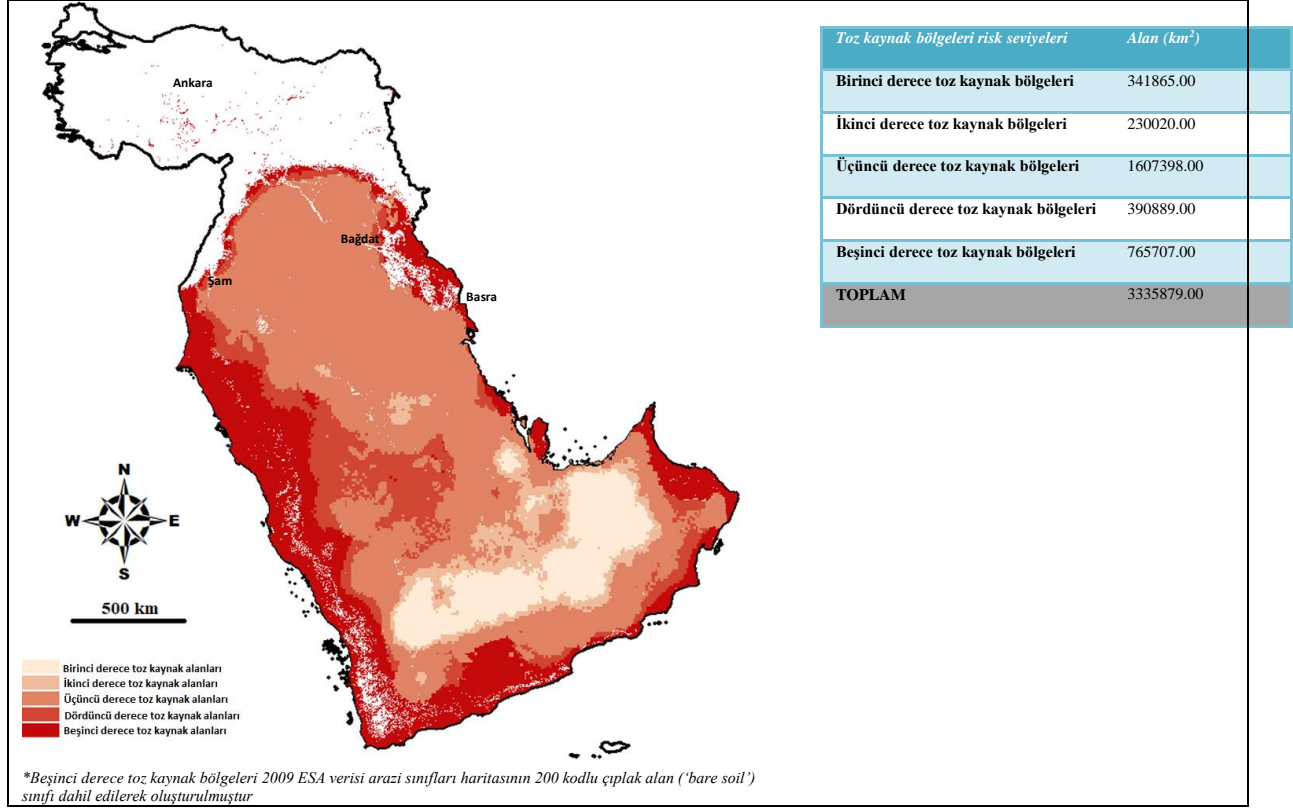 Ankara
Bağdat
Şam
Basra
N
W
E
S
500 km
Birinci derece toz kaynak alanları
İkinci derece toz kaynak alanları
Üçüncü derece toz kaynak alanları
Dördüncü derece toz kaynak alanları
Beşinci derece toz kaynak alanları
*Beşinci derece toz kaynak bölgeleri 2009 ESA verisi arazi sınıfları haritasının 200 kodlu çıplak alan (‘bare soil’)
sınıfı dahil edilerek oluşturulmuştur
Toz kaynak bölgeleri risk seviyeleri Alan (km²)
Birinci derece toz kaynak bölgeleri 341865.00
İkinci derece toz kaynak bölgeleri 230020.00
Üçüncü derece toz kaynak bölgeleri 1607398.00
Dördüncü derece toz kaynak bölgeleri 390889.00
Beşinci derece toz kaynak bölgeleri 765707.00
TOPLAM 3335879.00